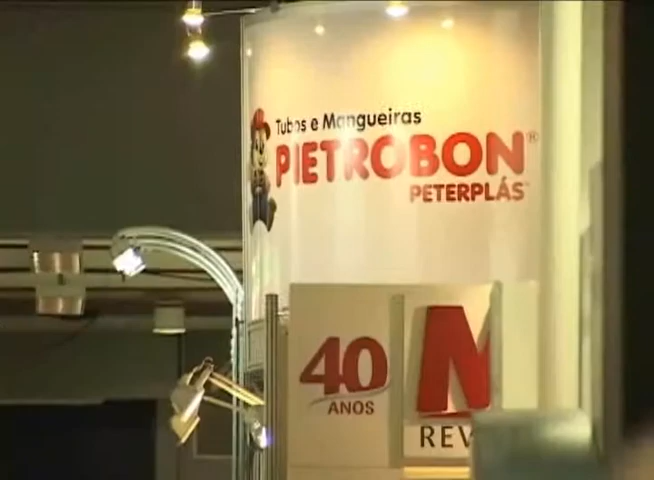 Tubos e Mangueiras
PIETROBON®
PETERPLÁS
40
ANOS
M
REV